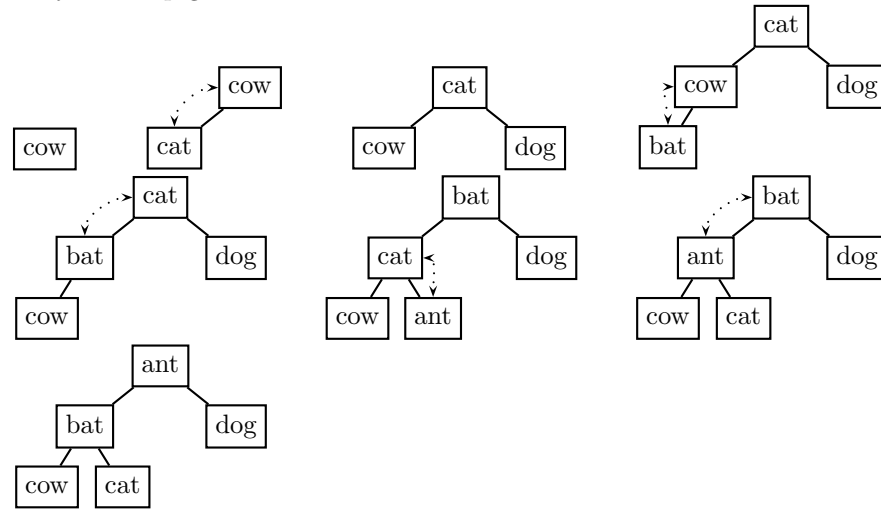 cat
cow cat cow dog
cow cat cow dog bat
cat bat bat
bat dog cat dog ant dog
cow cow ant cow cat
ant
bat dog
cow cat